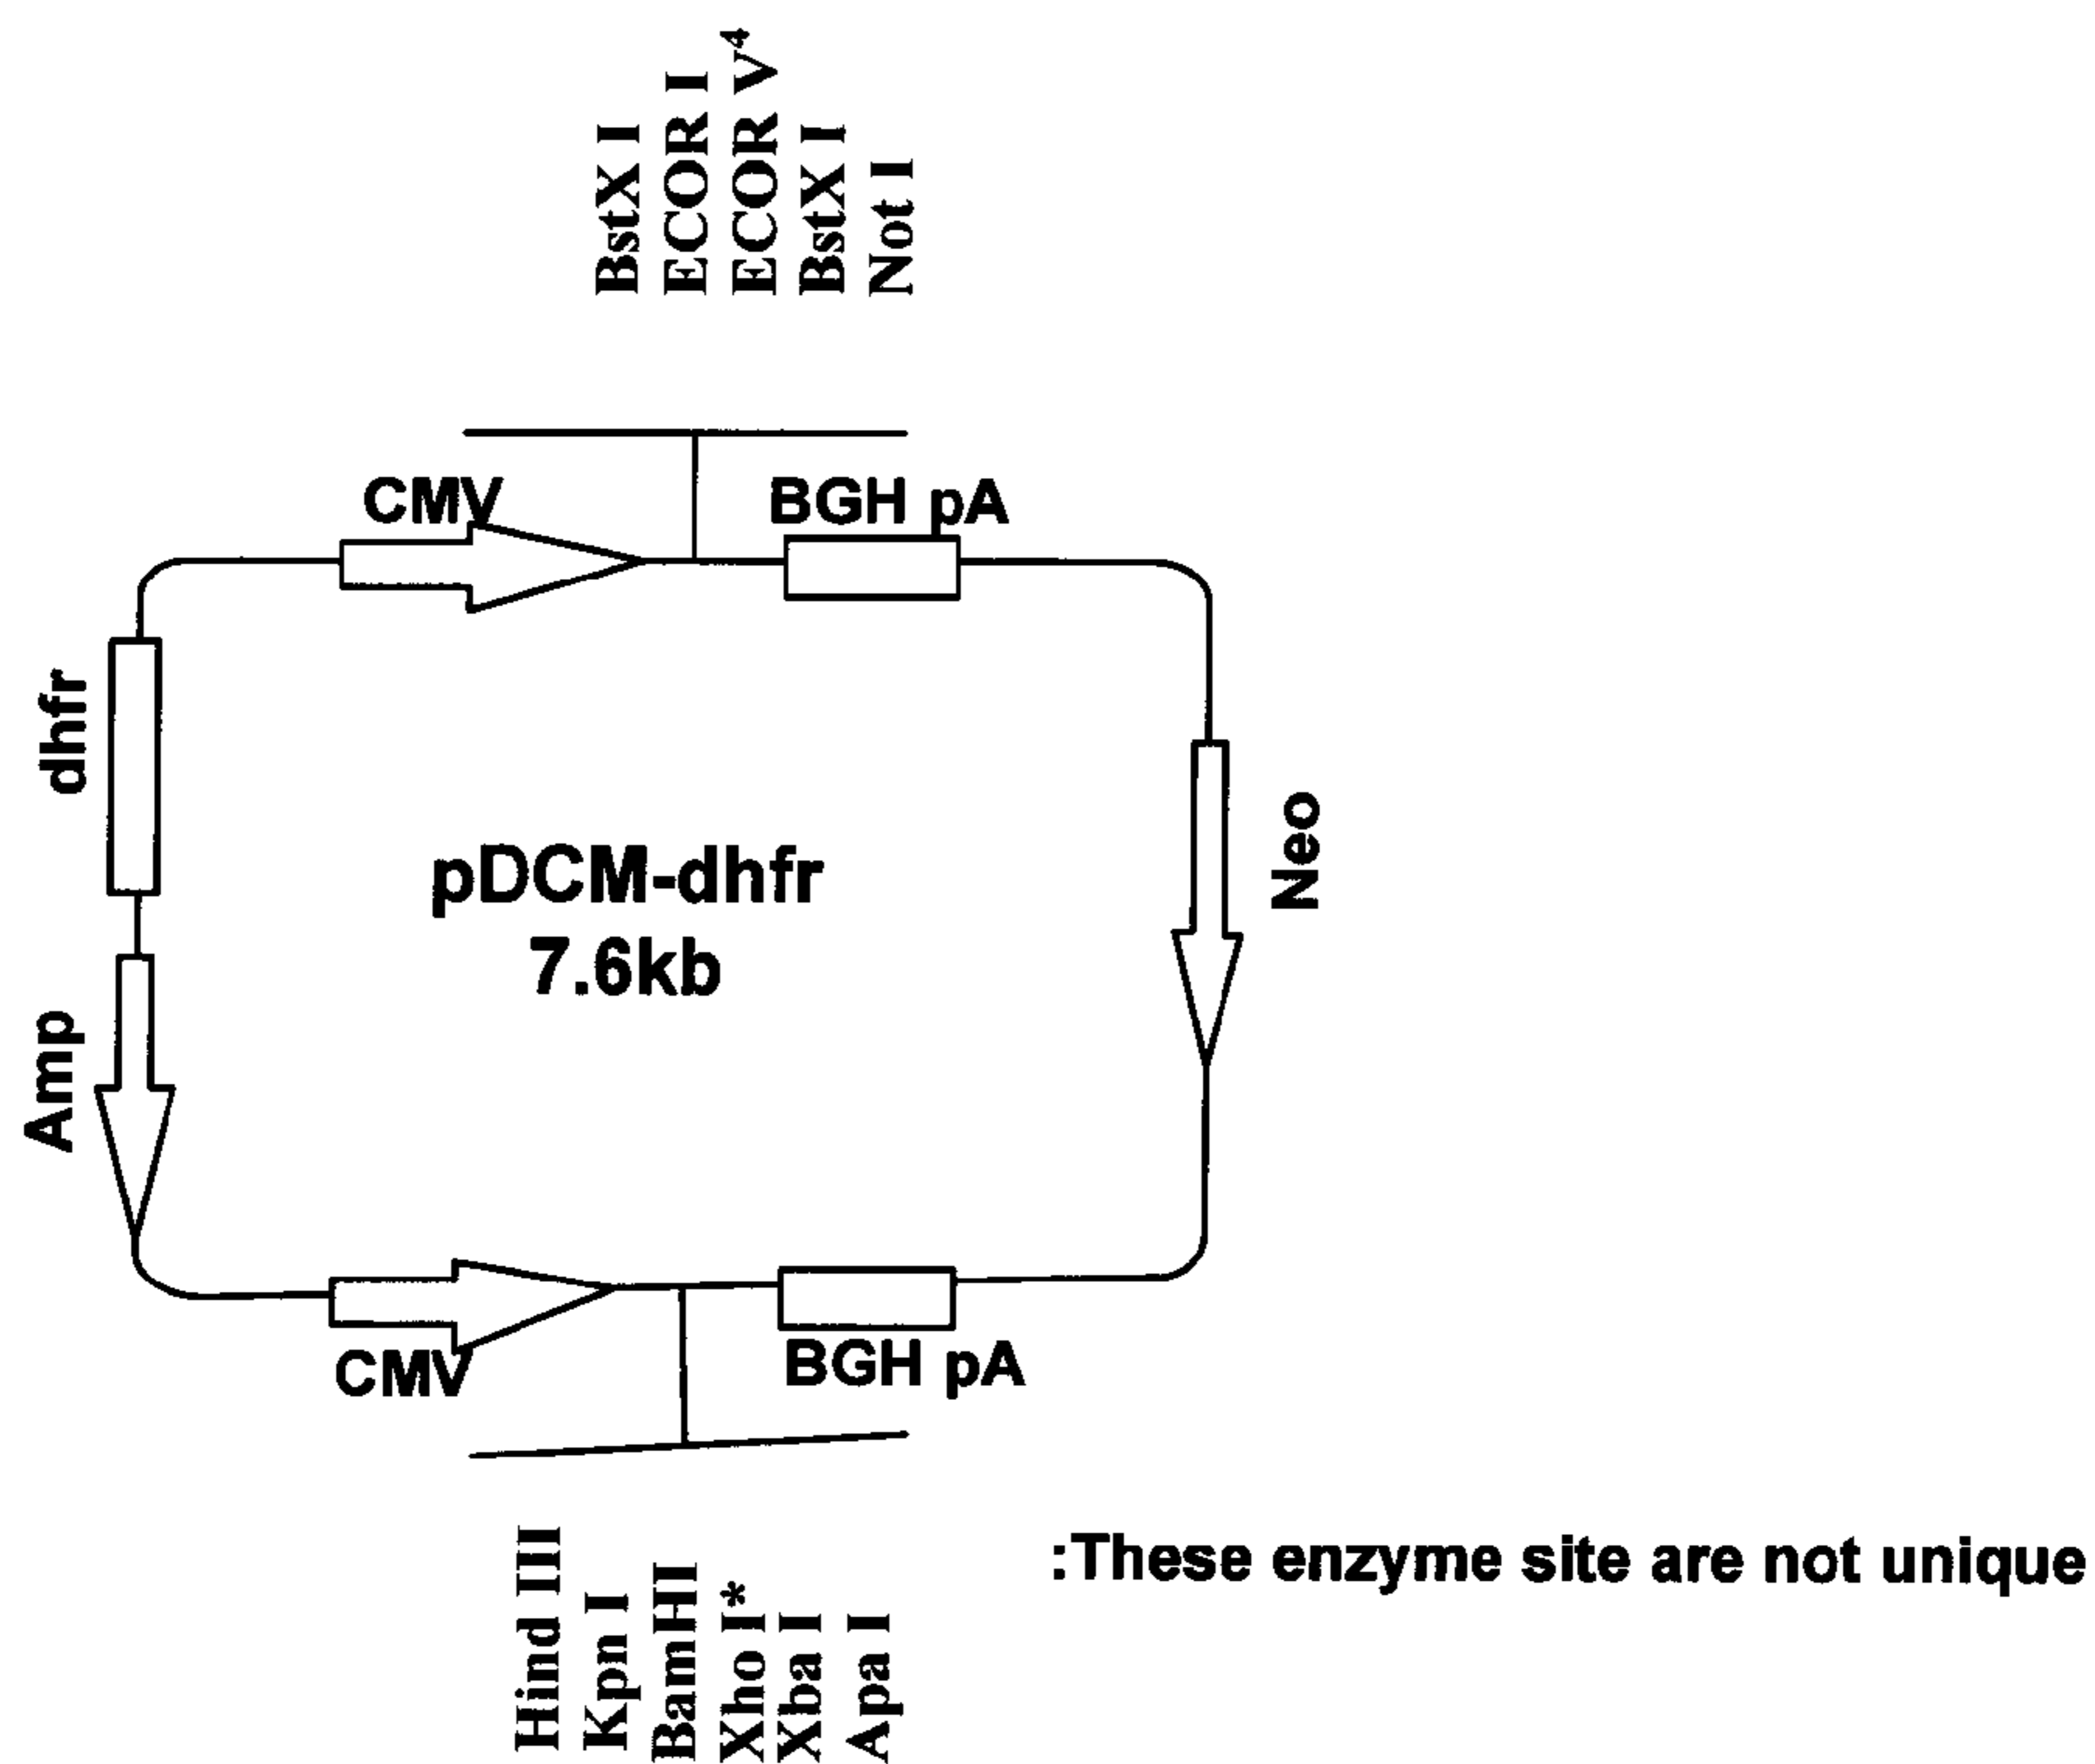 BstX I
ECOR I
ECOR V⁴
BstX I
Not I
CMV
BGH pA
dhfr
Neo
pDCM-dhfr
7.6kb
Amp
CMV
BGH pA
Hind III
Kpn I
BamHI
Xho I*
Xba I
Apa I
:These enzyme site are not unique